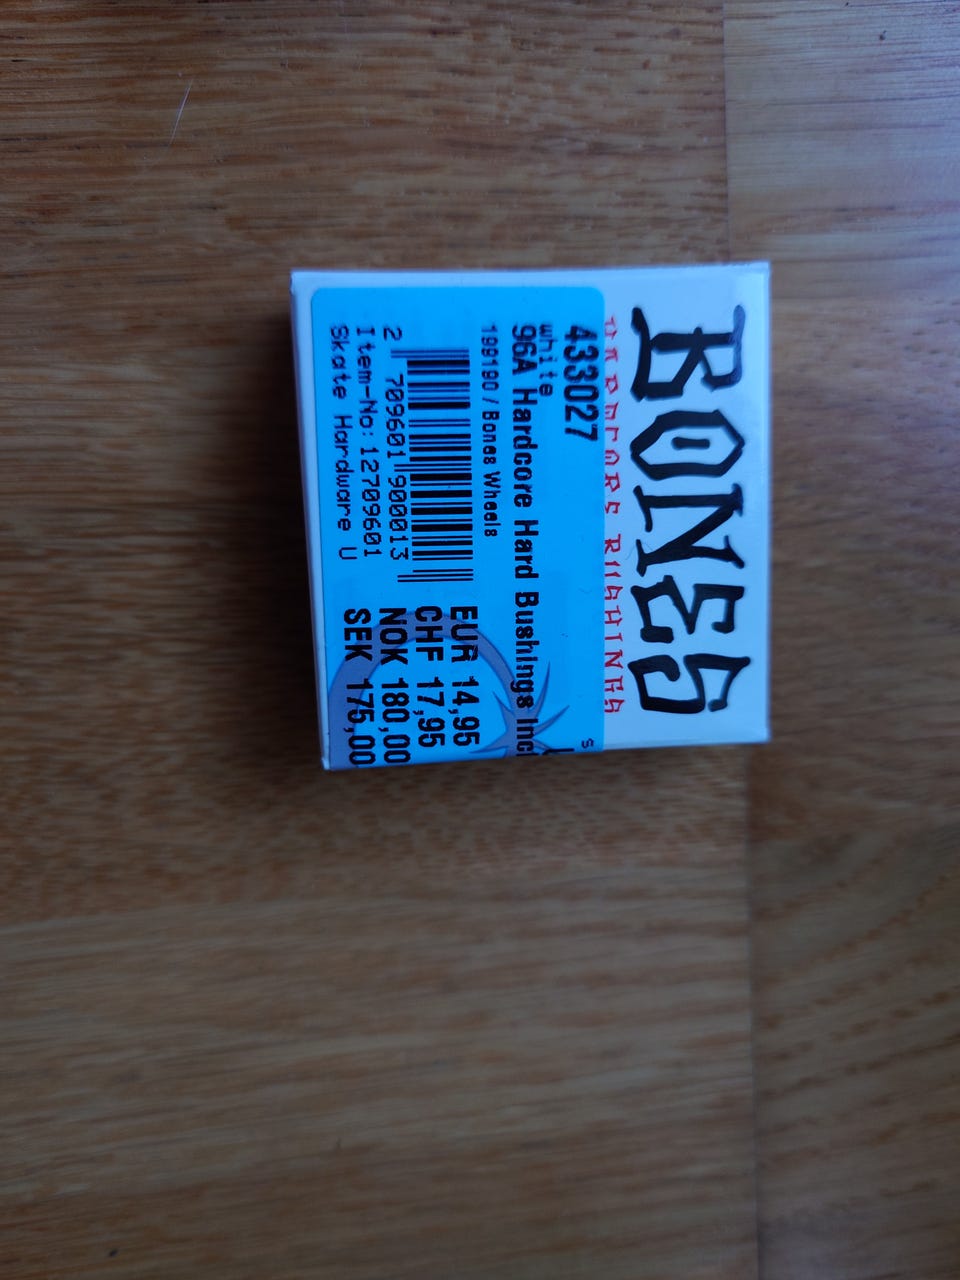 BONES
HARDCORE BUSHINGS
433027
white
96A Hardcore Hard Bushings Incl
199190 / Bones Wheels
2 709601 900013
Item-No:12709601
Skate Hardware U
EUR 14,95
CHF 17,95
NOK 180,00
SEK 175,00